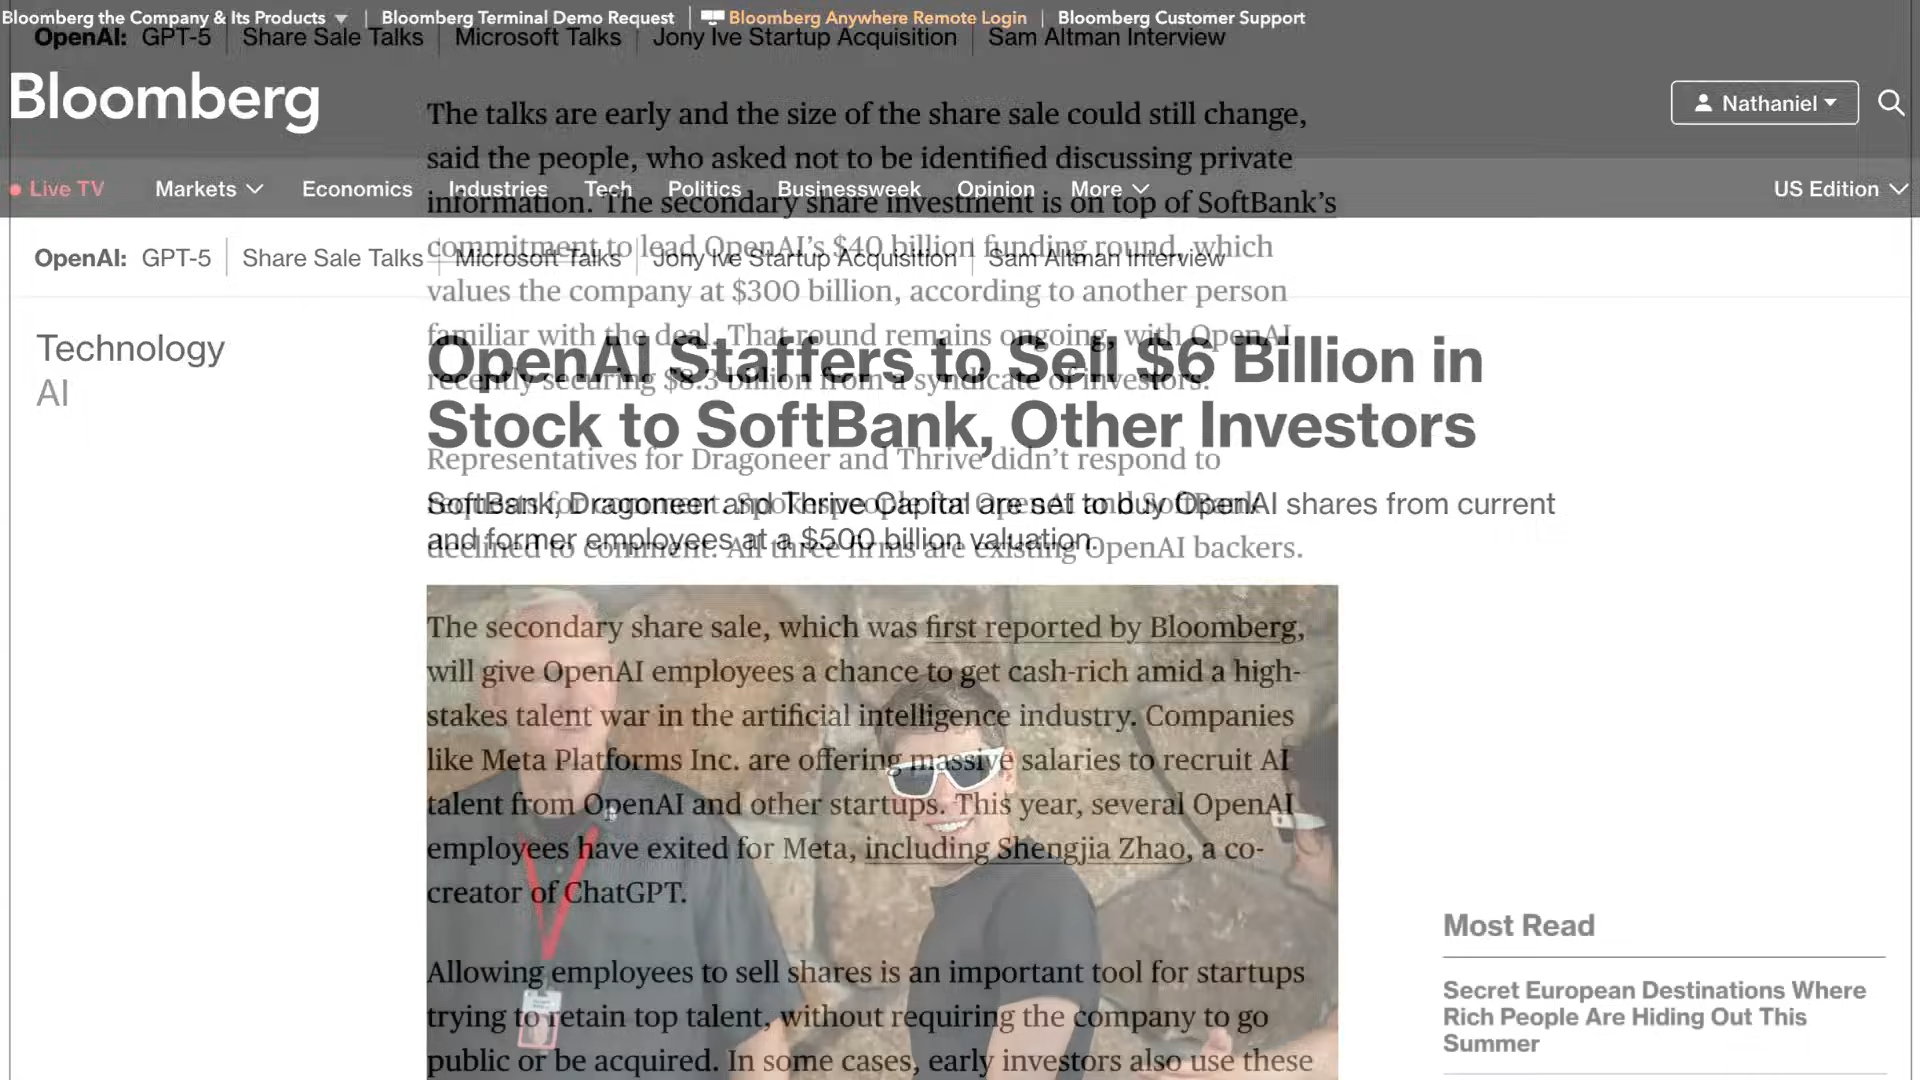 Bloomberg the Company & Its Products ▼ | Bloomberg Terminal Demo Request | Bloomberg Anywhere Remote Login | Bloomberg Customer Support
OpenAI: GPT-5 | Share Sale Talks | Microsoft Talks | Jony Ive Startup Acquisition | Sam Altman Interview
Bloomberg
Nathaniel
Live TV Markets Economics Industries Tech Politics Businessweek Opinion More US Edition
OpenAI: GPT-5 | Share Sale Talks | Microsoft Talks | Jony Ive Startup Acquisition | Sam Altman Interview
Technology
AI
OpenAI Staffers to Sell $6 Billion in
Stock to SoftBank, Other Investors
SoftBank, Dragoneer and Thrive Capital are set to buy OpenAI shares from current
and former employees at a $500 billion valuation.
The talks are early and the size of the share sale could still change,
said the people, who asked not to be identified discussing private
information. The secondary share investment is on top of SoftBank's
commitment to lead OpenAI's $40 billion funding round, which
values the company at $300 billion, according to another person
familiar with the deal. That round remains ongoing, with OpenAI
recently securing $8.3 billion from a syndicate of investors.
Representatives for Dragoneer and Thrive didn't respond to
requests for comment. Spokespeople for OpenAI and SoftBank
declined to comment. All three firms are existing OpenAI backers.
The secondary share sale, which was first reported by Bloomberg,
will give OpenAI employees a chance to get cash-rich amid a high-
stakes talent war in the artificial intelligence industry. Companies
like Meta Platforms Inc. are offering massive salaries to recruit AI
talent from OpenAI and other startups. This year, several OpenAI
employees have exited for Meta, including Shengjia Zhao, a co-
creator of ChatGPT.
Allowing employees to sell shares is an important tool for startups
trying to retain top talent, without requiring the company to go
public or be acquired. In some cases, early investors also use these
Most Read
Secret European Destinations Where
Rich People Are Hiding Out This
Summer